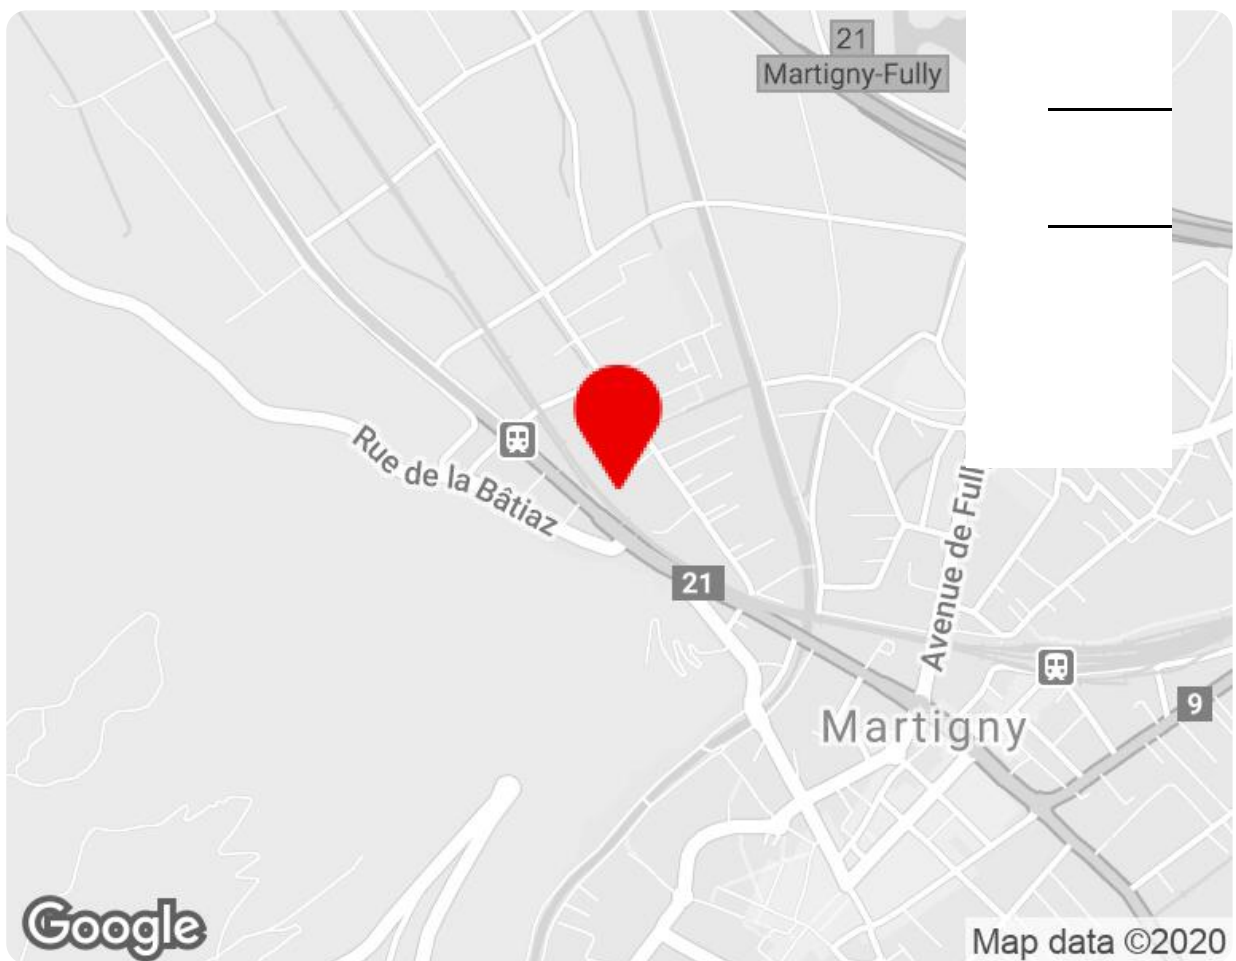 21
Martigny-Fully
Rue de la Bâtiaz
Avenue de Full
21
9
Martigny
Google
Map data ©2020